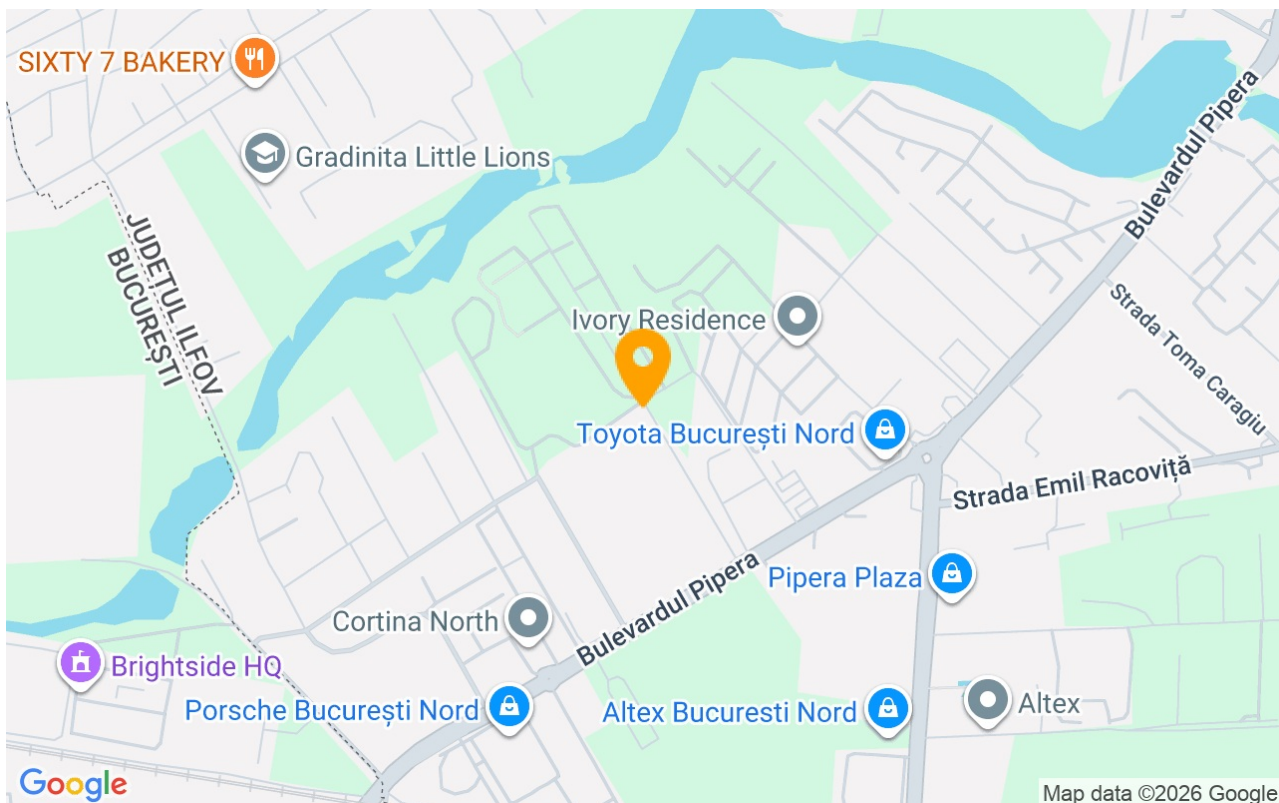 SIXTY 7 BAKERY
Gradinita Little Lions
Bulevardul Pipera
JUDEȚUL ILFOV
BUCUREȘTI
Ivory Residence
Strada Toma Caragiu
Toyota București Nord
Strada Emil Racoviță
Bulevardul Pipera
Pipera Plaza
Cortina North
Brightside HQ
Porsche București Nord
Altex Bucuresti Nord
Altex
Google
Map data ©2026 Google